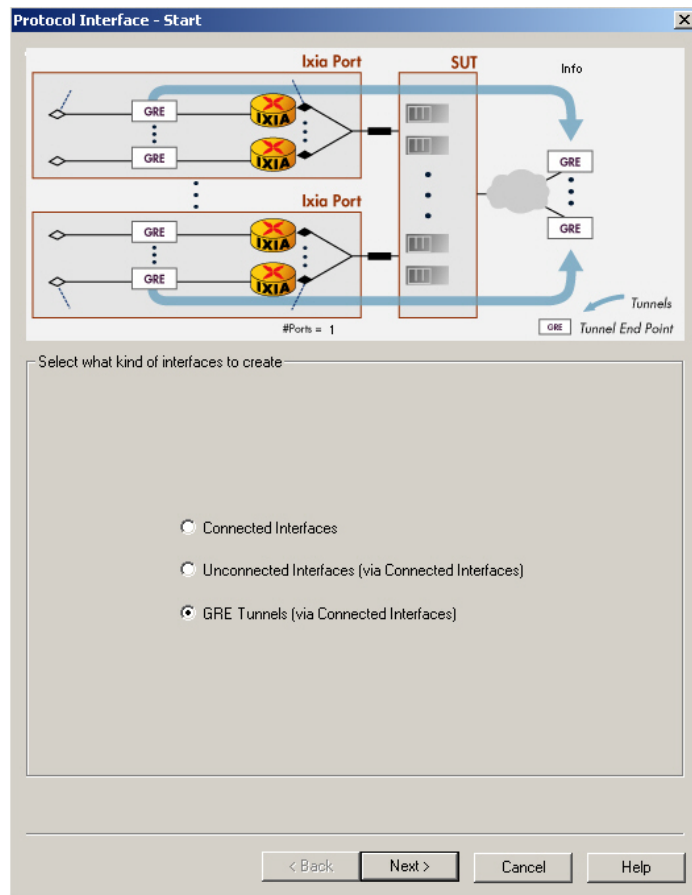 Protocol Interface - Start
Ixia Port
SUT
Info
GRE
IXIA
GRE
GRE
IXIA
Ixia Port
GRE
GRE
IXIA
GRE
IXIA
Tunnels
#Ports = 1
GRE Tunnel End Point
Select what kind of interfaces to create
Connected Interfaces
Unconnected Interfaces (via Connected Interfaces)
GRE Tunnels (via Connected Interfaces)
< Back
Next >
Cancel
Help